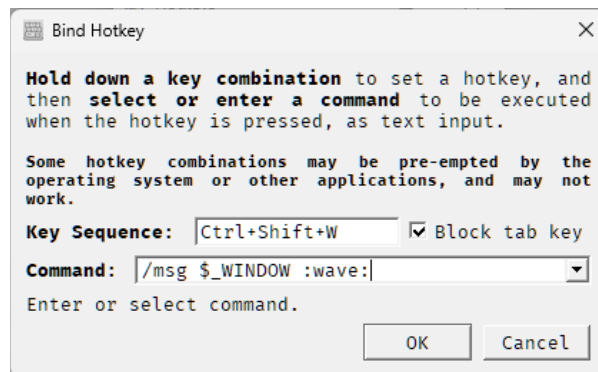 Bind Hotkey
Hold down a key combination to set a hotkey, and
then select or enter a command to be executed
when the hotkey is pressed, as text input.
Some hotkey combinations may be pre-empted by the
operating system or other applications, and may not
work.
Key Sequence: Ctrl+Shift+W Block tab key
Command: /msg $_WINDOW :wave:
Enter or select command.
OK Cancel